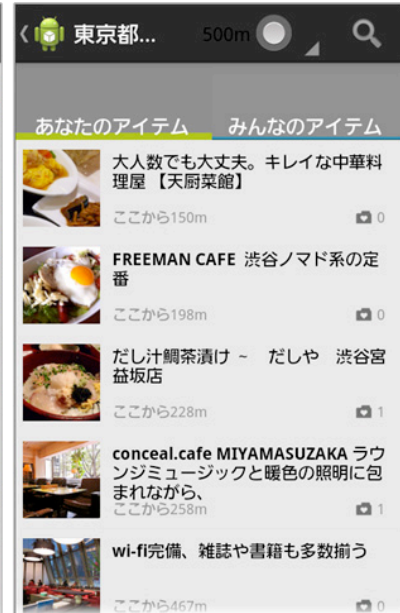 東京都...
500m
あなたのアイテム
みんなのアイテム
大人数でも大丈夫。キレイな中華料
理屋 【天厨菜館】
ここから150m
0
FREEMAN CAFE 渋谷ノマド系の定
番
ここから198m
0
だし汁鯛茶漬け ~ だしや 渋谷宮
益坂店
ここから228m
1
conceal.cafe MIYAMASUZAKA ラウ
ンジミュージックと暖色の照明に包
まれながら、
ここから258m
1
wi-fi完備、雑誌や書籍も多数揃う
ここから467m
0